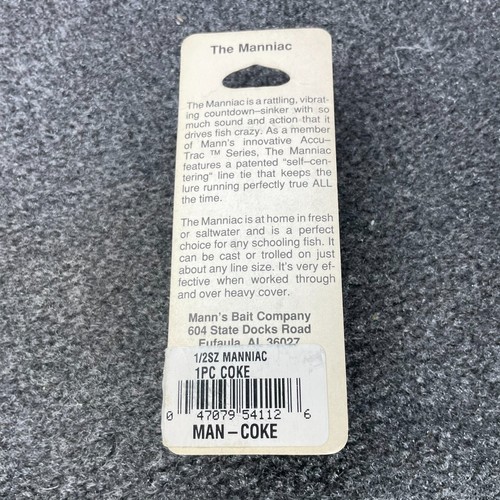 The Manniac
The Manniac is a rattling, vibrat-
ing countdown–sinker with so
much sound and action that it
drives fish crazy. As a member
of Mann's innovative Accu–
Trac ™ Series, The Manniac
features a patented "self–cen-
tering" line tie that keeps the
lure running perfectly true ALL
the time.
The Manniac is at home in fresh
or saltwater and is a perfect
choice for any schooling fish. It
can be cast or trolled on just
about any line size. It's very ef-
fective when worked through
and over heavy cover.
Mann's Bait Company
604 State Docks Road
Eufaula, AL 36027
1/2SZ MANNIAC
1PC COKE
0 47079 54112 6
MAN–COKE